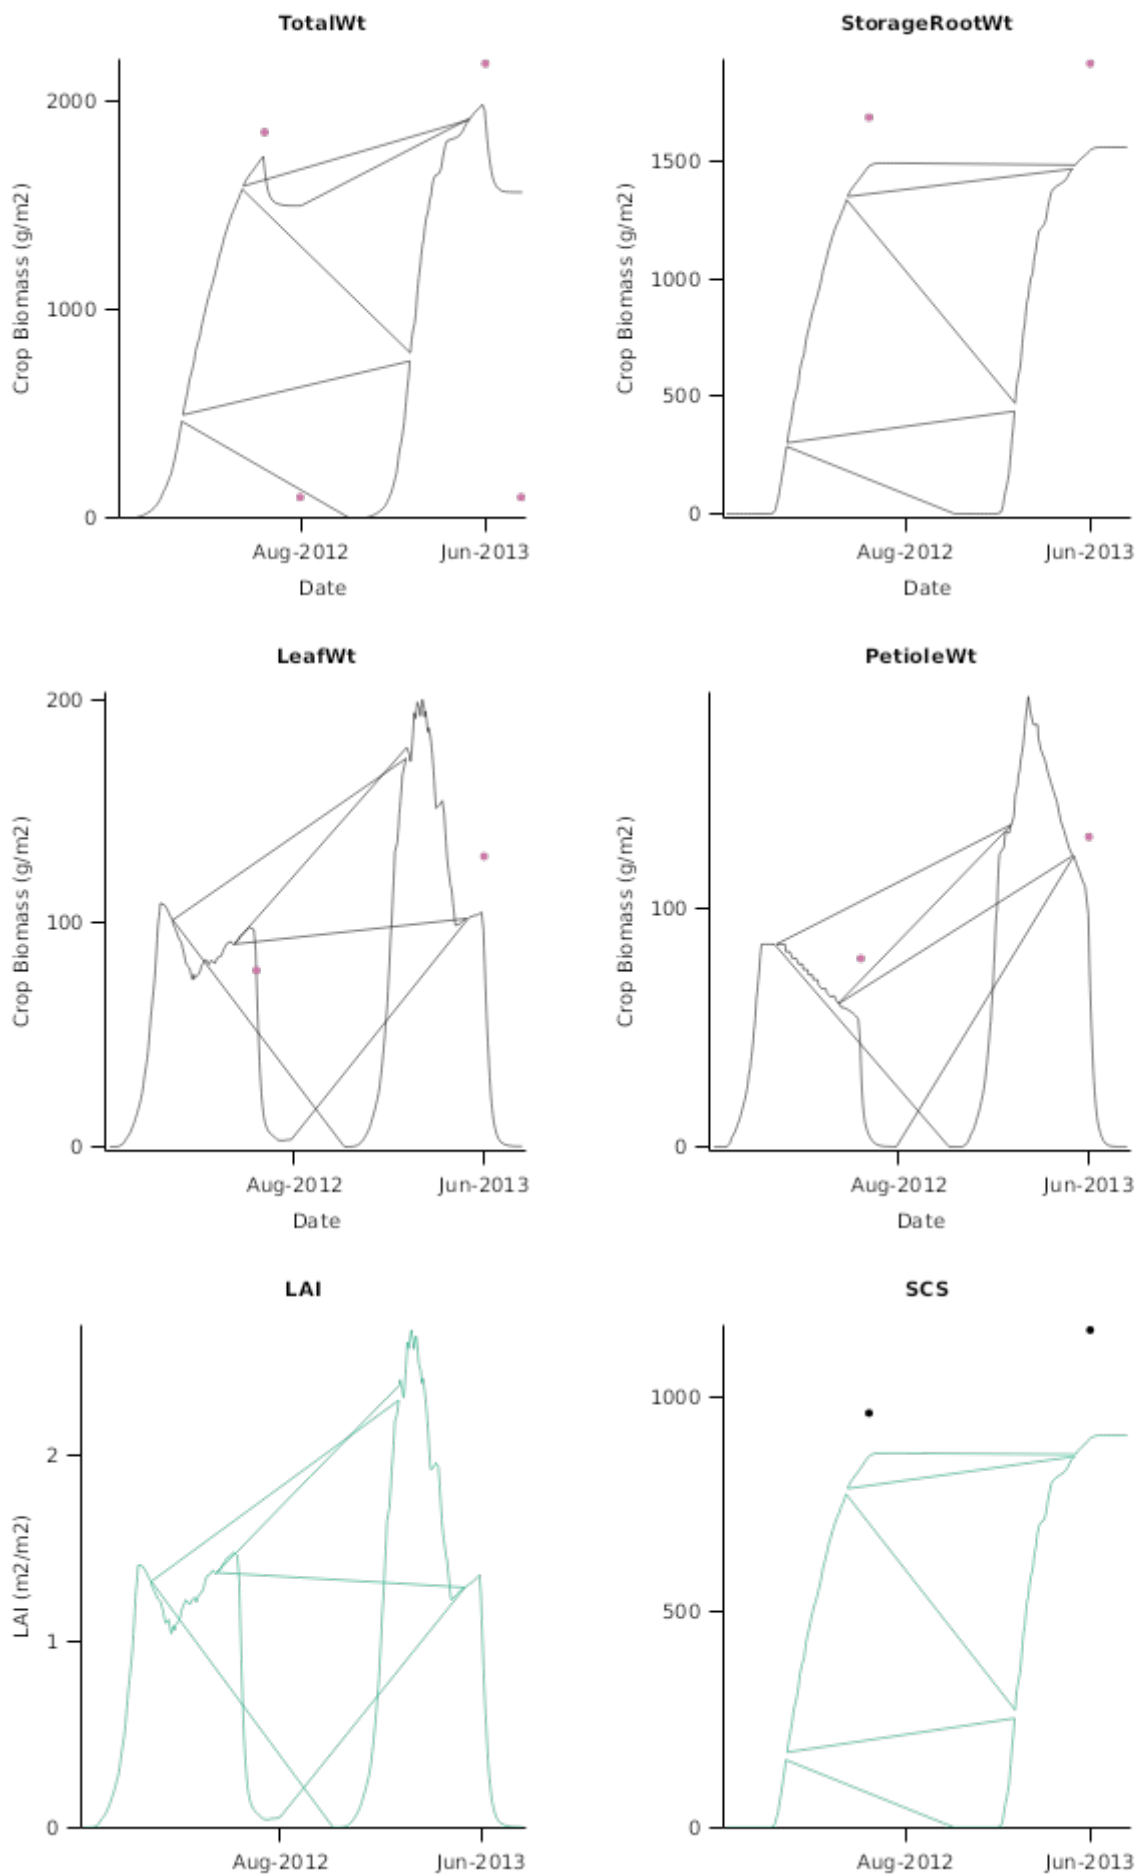 TotalWt
StorageRootWt
Crop Biomass (g/m2)
2000
1000
0
Aug-2012
Jun-2013
Date
Crop Biomass (g/m2)
1500
1000
500
0
Aug-2012
Jun-2013
Date
LeafWt
PetioleWt
Crop Biomass (g/m2)
200
100
0
Aug-2012
Jun-2013
Date
Crop Biomass (g/m2)
100
0
Aug-2012
Jun-2013
Date
LAI
SCS
LAI (m2/m2)
2
1
0
Aug-2012
Jun-2013
1000
500
0
Aug-2012
Jun-2013